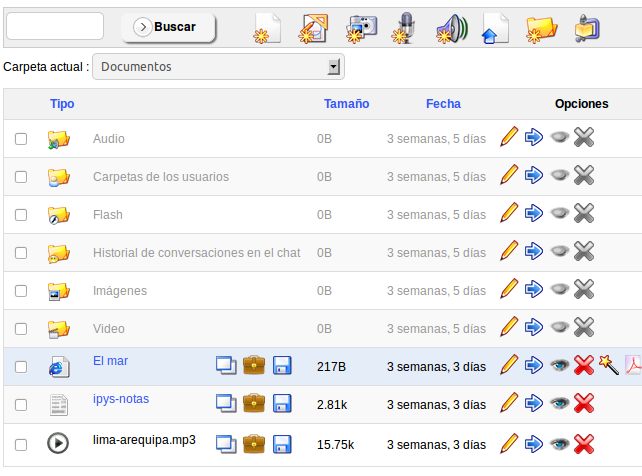 Buscar
Carpeta actual : Documentos
Tipo Tamaño Fecha Opciones
Audio 0B 3 semanas, 5 días
Carpetas de los usuarios 0B 3 semanas, 5 días
Flash 0B 3 semanas, 5 días
Historial de conversaciones en el chat 0B 3 semanas, 5 días
Imágenes 0B 3 semanas, 5 días
Video 0B 3 semanas, 5 días
El mar 217B 3 semanas, 3 días
ipys-notas 2.81k 3 semanas, 3 días
lima-arequipa.mp3 15.75k 3 semanas, 3 días